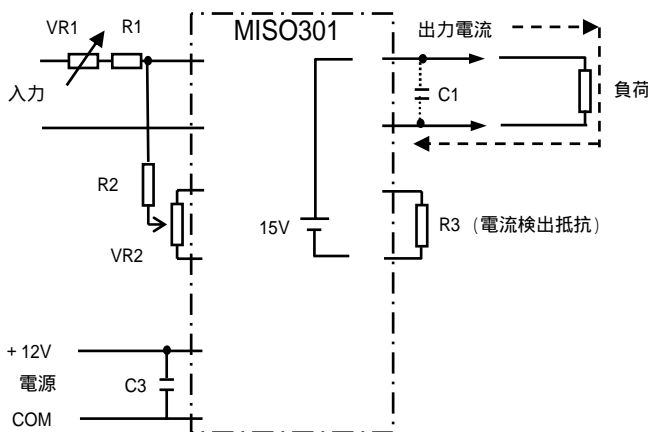 VR1 R1
MISO301
出力電流
入力
C1
負荷
R2
VR2
15V
R3 (電流検出抵抗)
+ 12V
電源
C3
COM